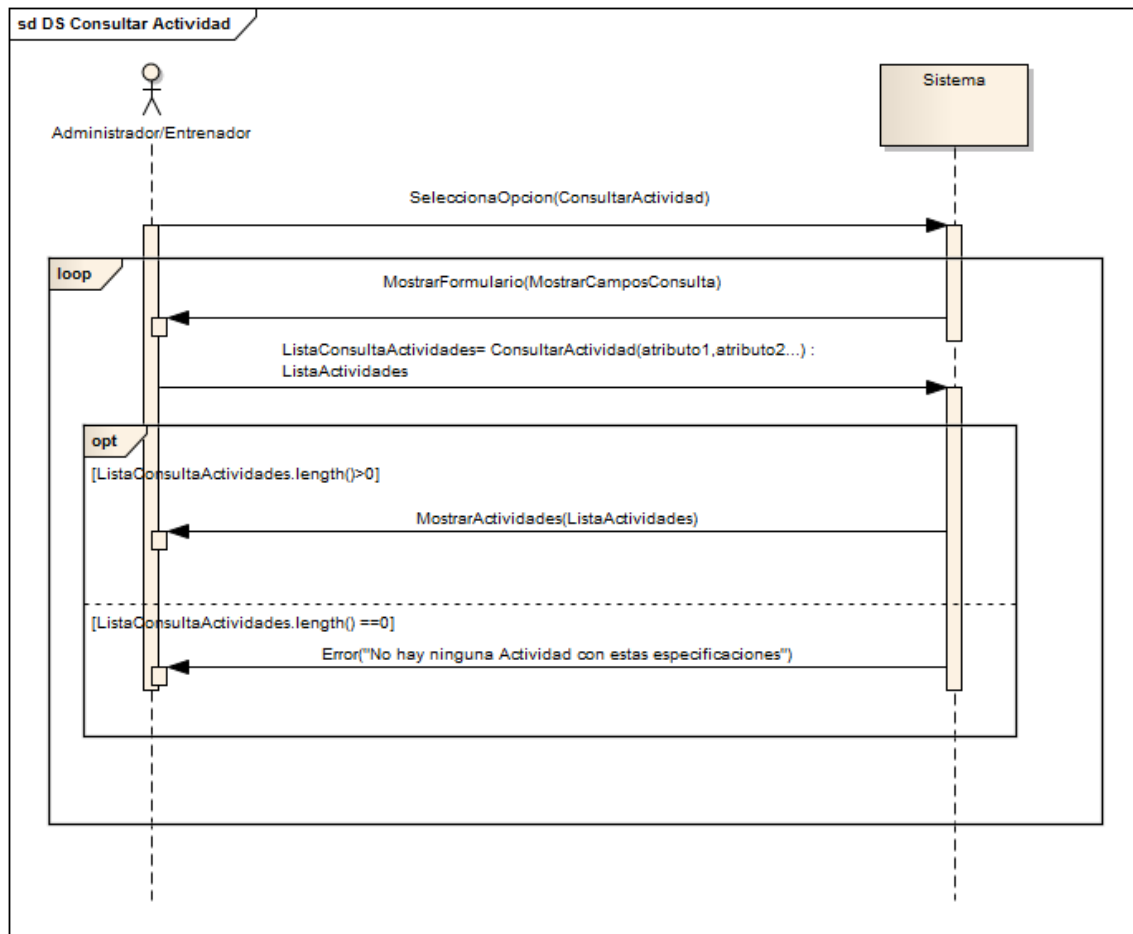 sd DS Consultar Actividad
Administrador/Entrenador
Sistema
SeleccionaOpcion(ConsultarActividad)
loop
MostrarFormulario(MostrarCamposConsulta)
ListaConsultaActividades= ConsultarActividad(atributo1,atributo2...) :
ListaActividades
opt
[ListaConsultaActividades.length()>0]
MostrarActividades(ListaActividades)
[ListaConsultaActividades.length() ==0]
Error("No hay ninguna Actividad con estas especificaciones")